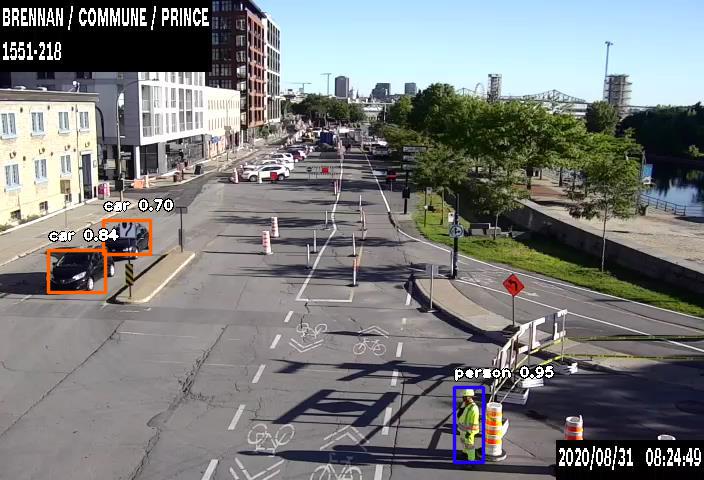 BRENNAN / COMMUNE / PRINCE
1551-218
car 0.70
car 0.84
person 0.95
2020/08/31 08:24:49